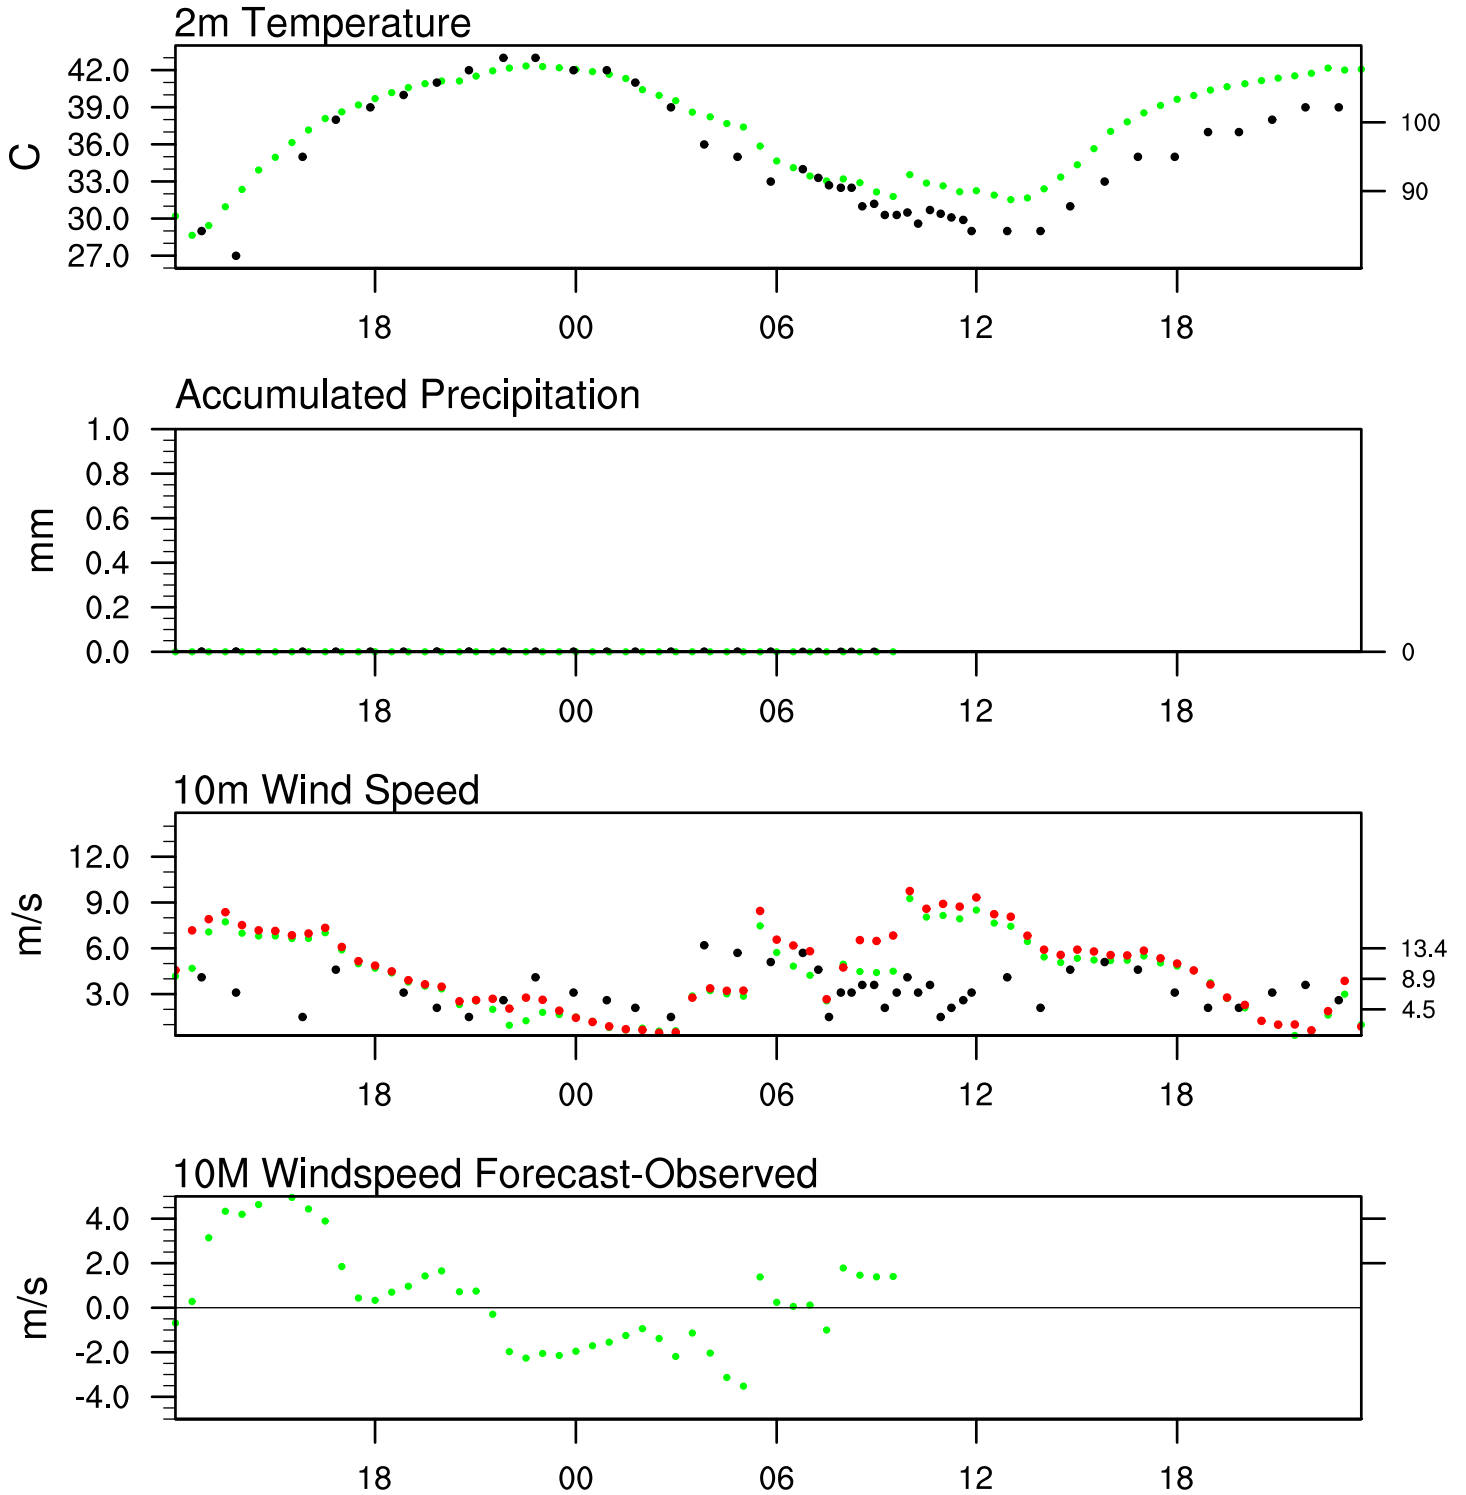 2m Temperature
42.0
39.0
36.0
33.0
30.0
27.0
C
100
90
18 00 06 12 18
Accumulated Precipitation
1.0
0.8
0.6
0.4
0.2
0.0
mm
0
18 00 06 12 18
10m Wind Speed
12.0
9.0
6.0
3.0
m/s
13.4
8.9
4.5
18 00 06 12 18
10M Windspeed Forecast-Observed
4.0
2.0
0.0
-2.0
-4.0
m/s
18 00 06 12 18